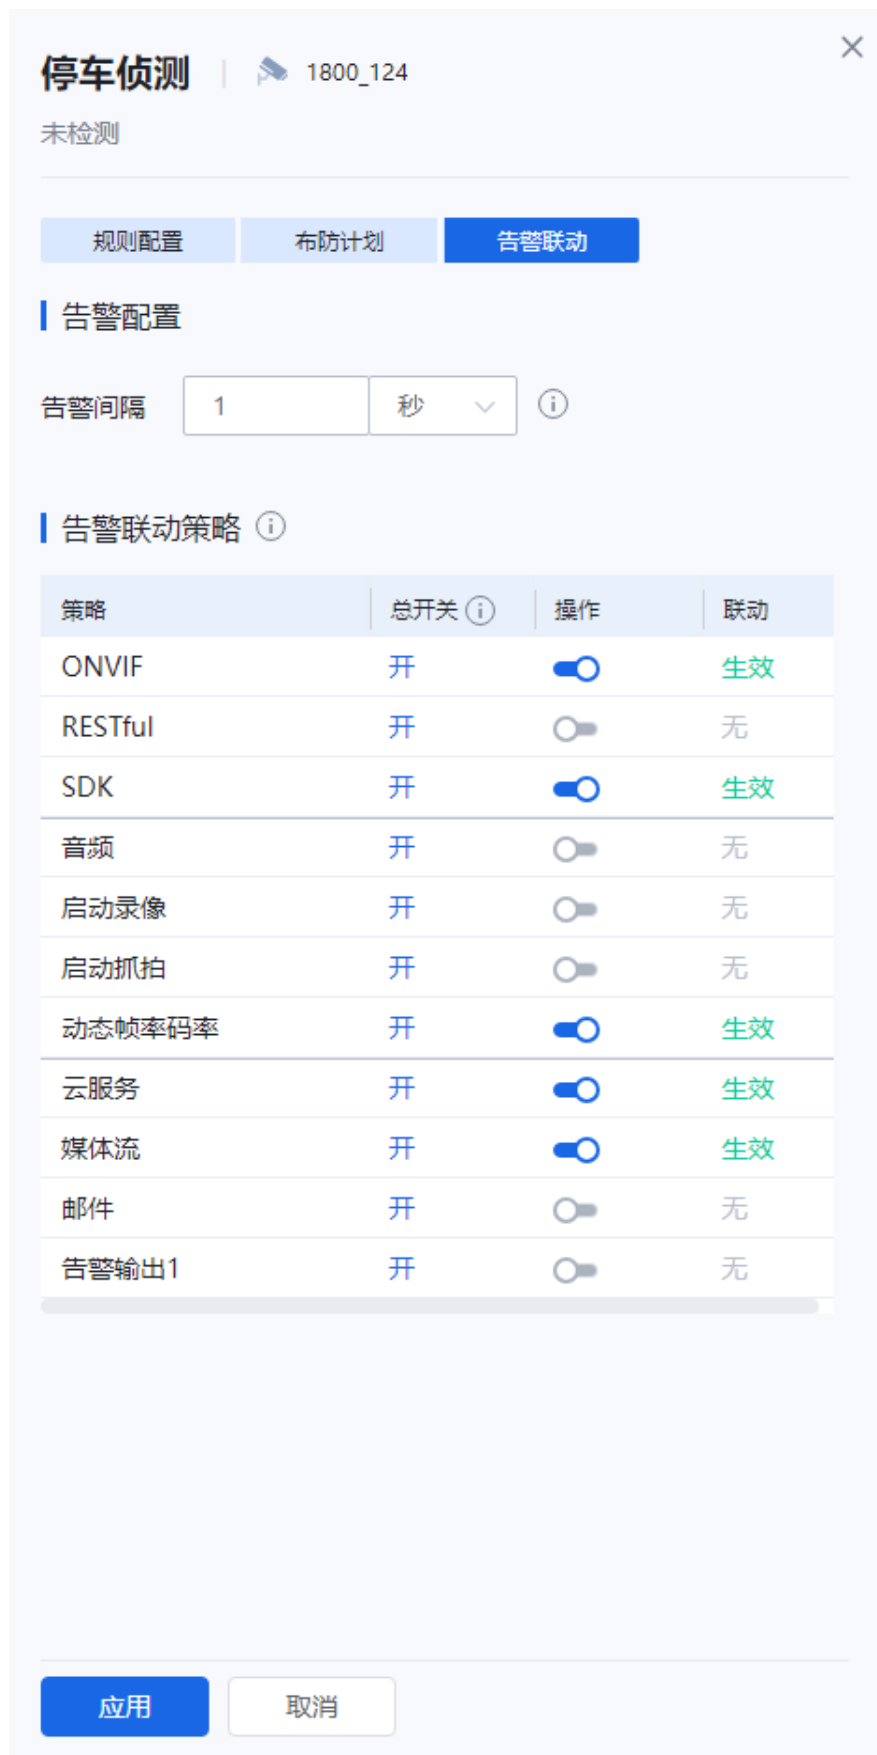 停车侦测 1800_124
未检测
规则配置 布防计划 告警联动
告警配置
告警间隔 1 秒
告警联动策略
策略 总开关 操作 联动
ONVIF 开 生效
RESTful 开 无
SDK 开 生效
音频 开 无
启动录像 开 无
启动抓拍 开 无
动态帧率码率 开 生效
云服务 开 生效
媒体流 开 生效
邮件 开 无
告警输出1 开 无
应用 取消